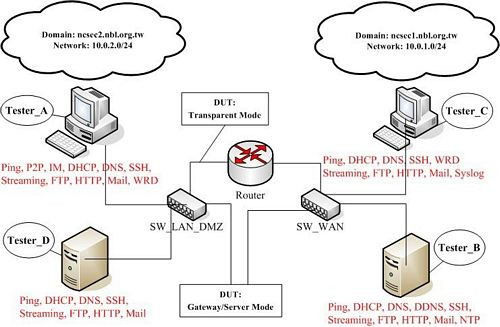 Domain: ncscc2.nbl.org.tw
Network: 10.0.2.0/24
Domain: ncscc1.nbl.org.tw
Network: 10.0.1.0/24
Tester_A
DUT:
Transparent Mode
Tester_C
Ping, P2P, IM, DHCP, DNS, SSH,
Streaming, FTP, HTTP, Mail, WRD
Router
Ping, DHCP, DNS, SSH, WRD
Streaming, FTP, HTTP, Mail, Syslog
SW_LAN_DMZ
SW_WAN
Tester_D
Tester_B
Ping, DHCP, DNS, SSH,
Streaming, FTP, HTTP, Mail
DUT:
Gateway/Server Mode
Ping, DHCP, DNS, DDNS, SSH,
Streaming, FTP, HTTP, Mail, NTP